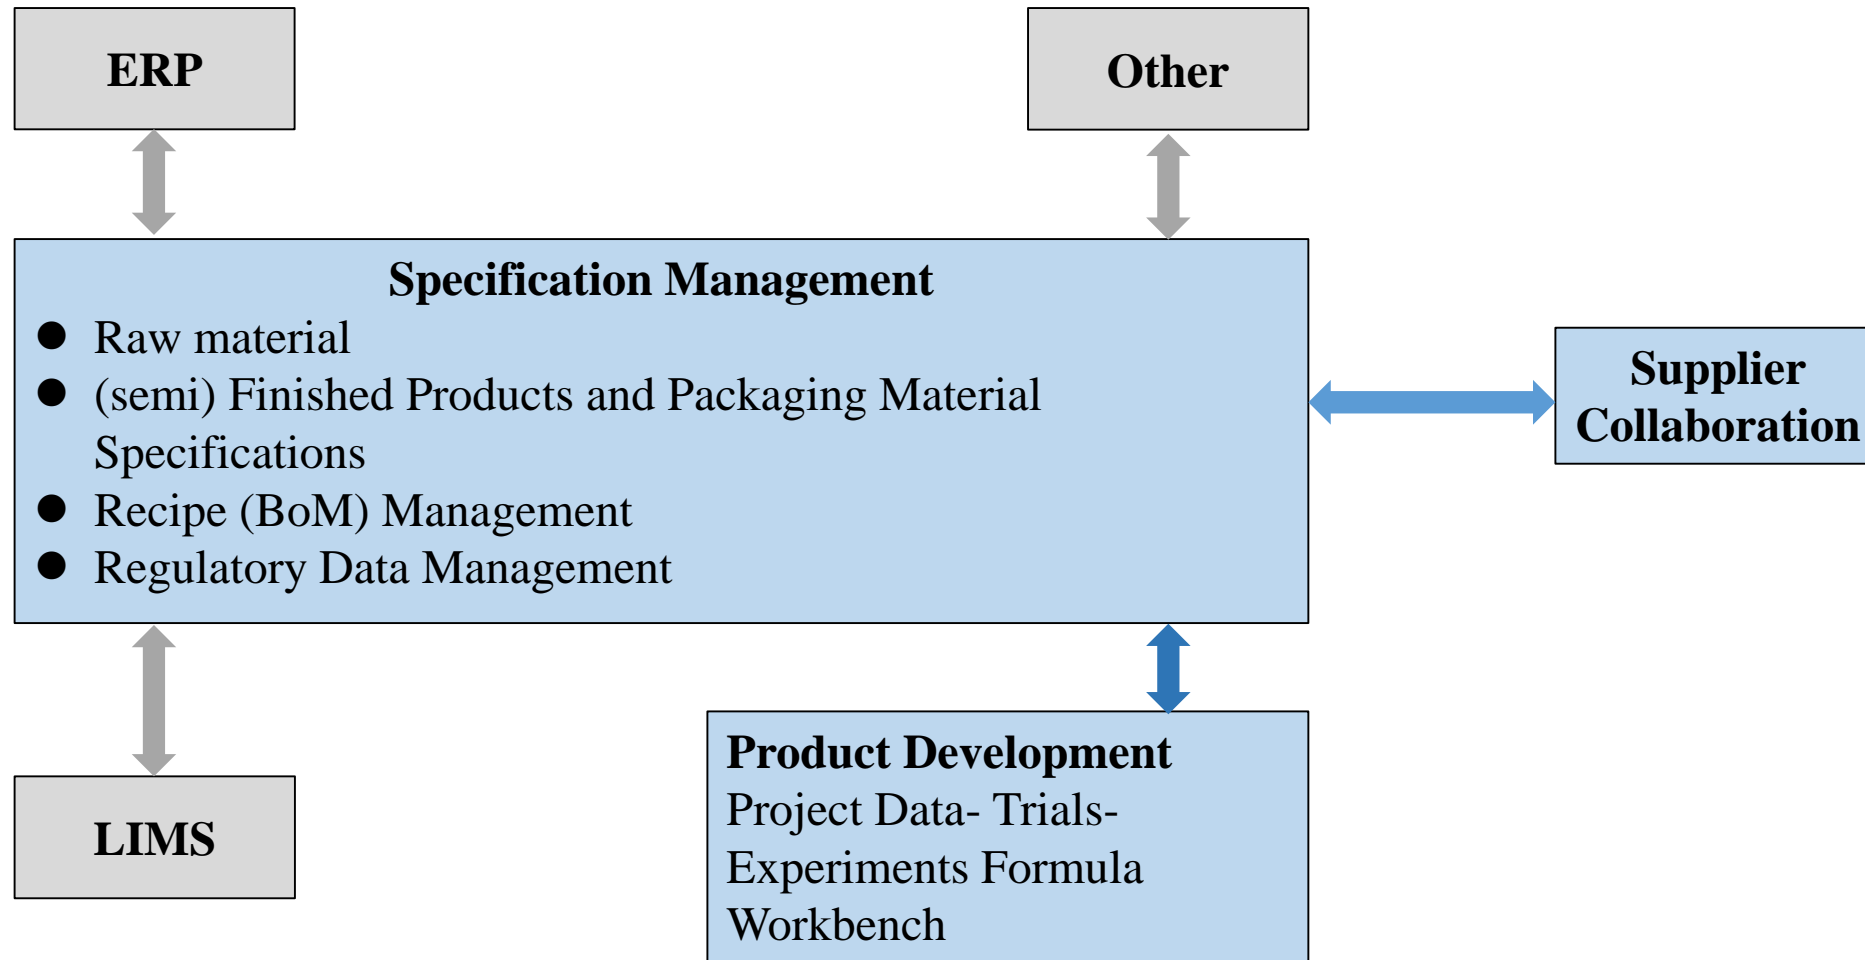 ERP
Other
Specification Management
● Raw material
● (semi) Finished Products and Packaging Material
Specifications
● Recipe (BoM) Management
● Regulatory Data Management
Supplier
Collaboration
Product Development
Project Data- Trials-
Experiments Formula
Workbench
LIMS